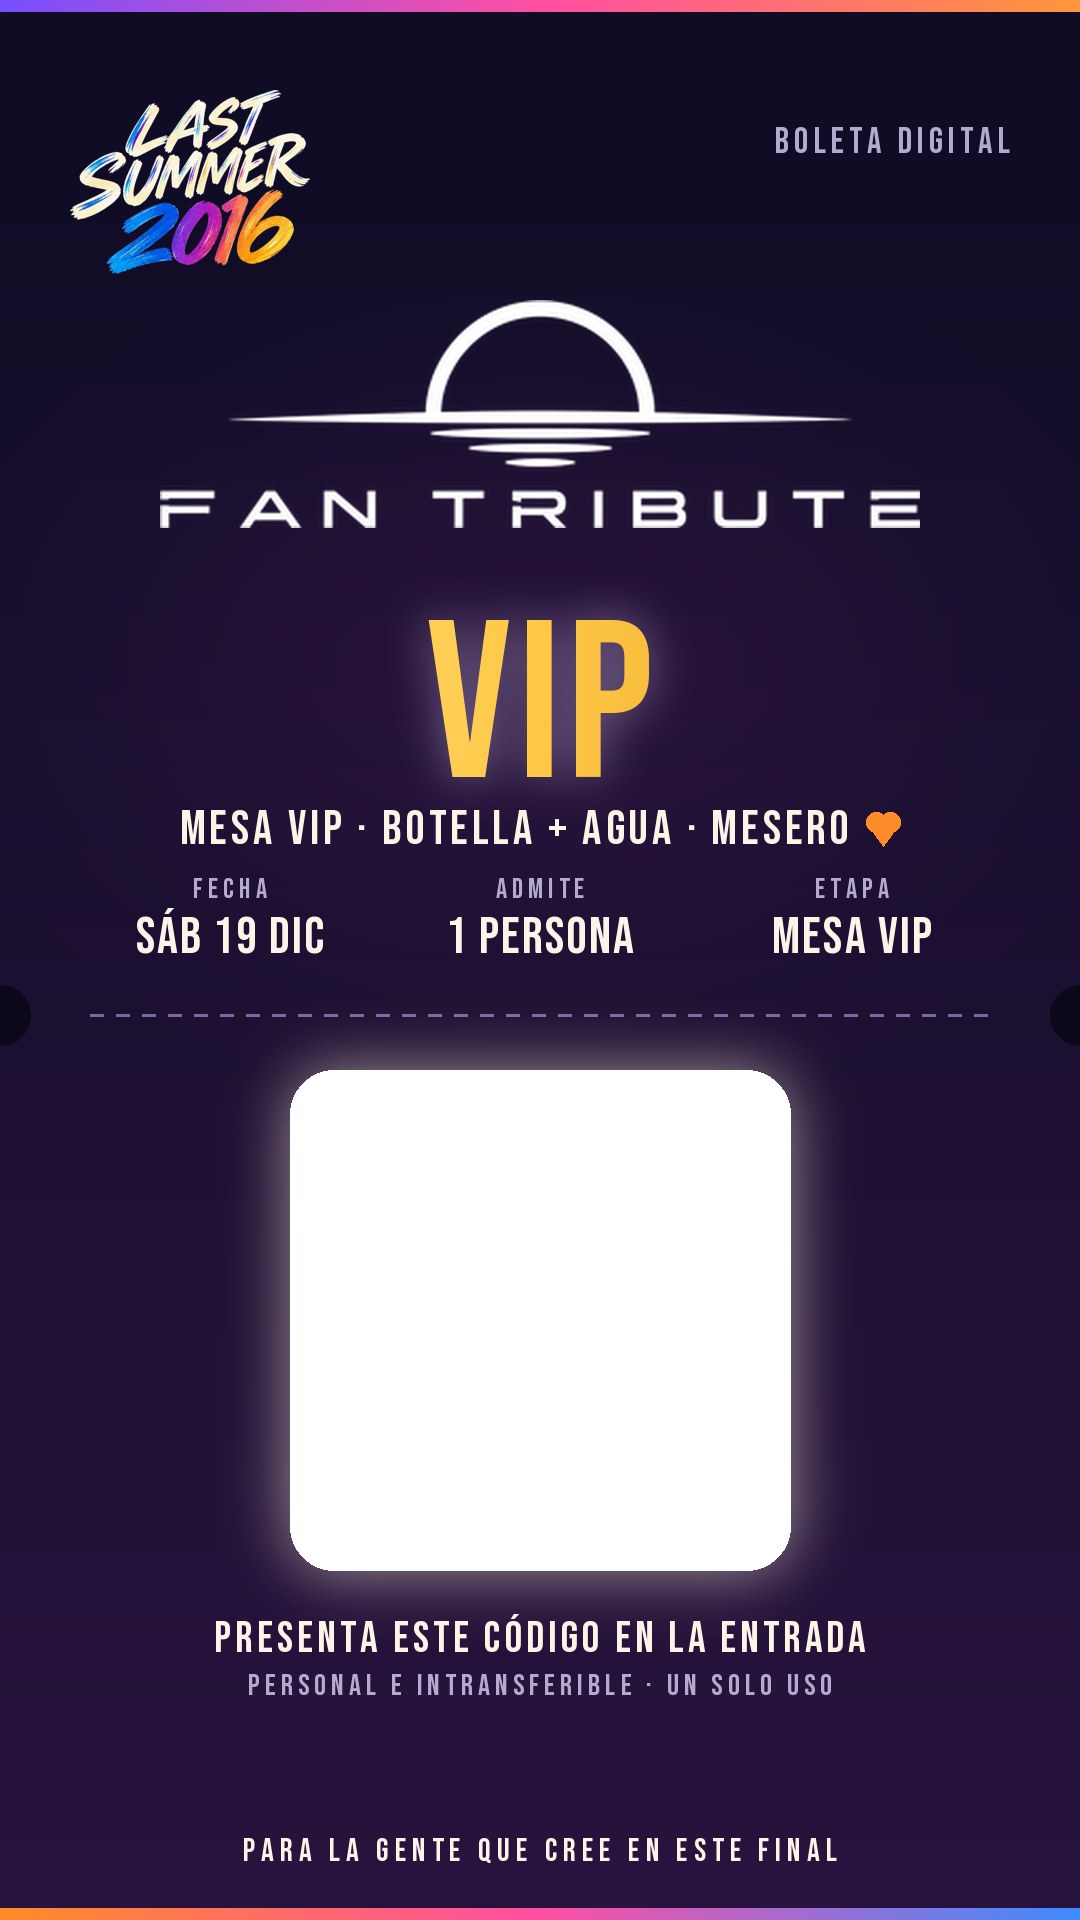 LAST
SUMMER
2016
BOLETA DIGITAL
FAN TRIBUTE
VIP
MESA VIP · BOTELLA + AGUA · MESERO 🧡
FECHA ADMITE ETAPA
SÁB 19 DIC 1 PERSONA MESA VIP
PRESENTA ESTE CÓDIGO EN LA ENTRADA
PERSONAL E INTRANSFERIBLE · UN SOLO USO
PARA LA GENTE QUE CREE EN ESTE FINAL